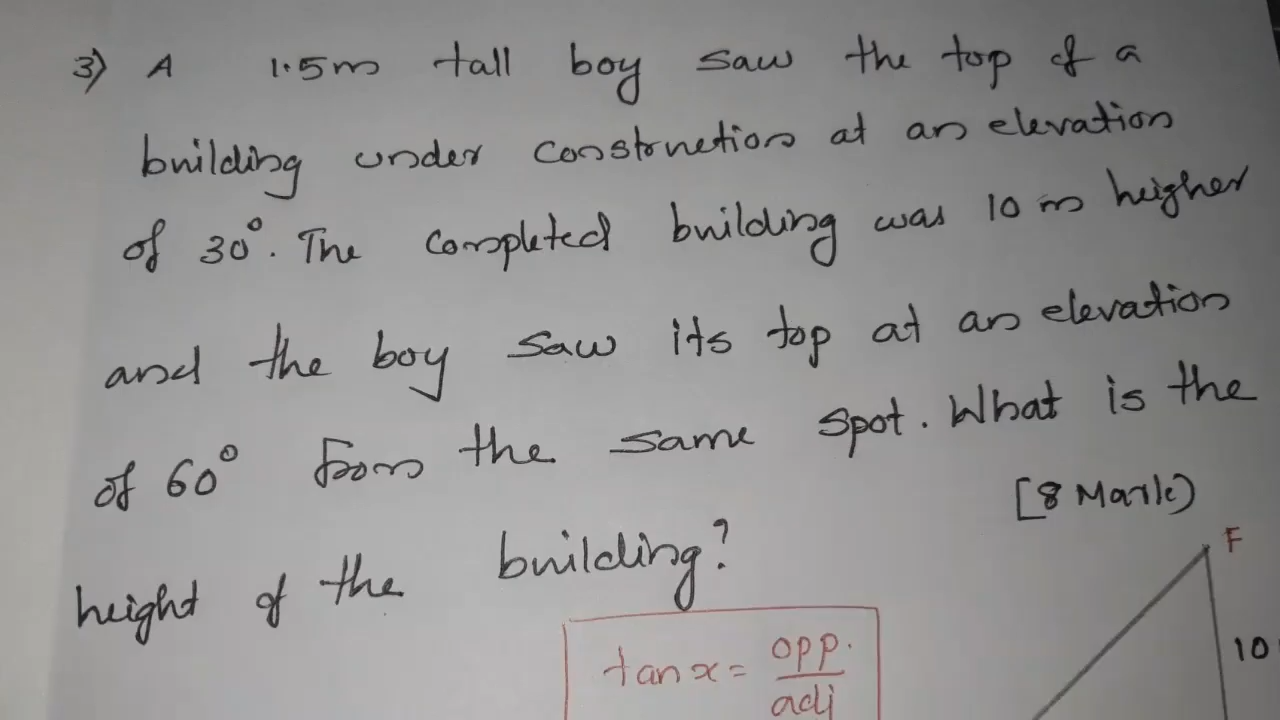 3) A 1.5m tall boy saw the top of a
building under construction at an elevation
of 30°. The completed building was 10 m heigher
and the boy saw its top at an elevation
of 60° from the same spot. What is the
[8 Mark)
height of the building?
F
tan x = opp. / adj
10